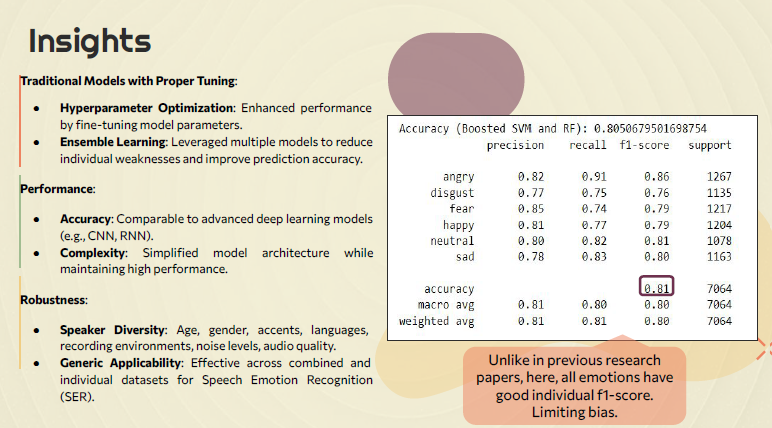 Insights
Traditional Models with Proper Tuning:
● Hyperparameter Optimization: Enhanced performance
by fine-tuning model parameters.
● Ensemble Learning: Leveraged multiple models to reduce
individual weaknesses and improve prediction accuracy.
Performance:
● Accuracy: Comparable to advanced deep learning models
(e.g., CNN, RNN).
● Complexity: Simplified model architecture while
maintaining high performance.
Robustness:
● Speaker Diversity: Age, gender, accents, languages,
recording environments, noise levels, audio quality.
● Generic Applicability: Effective across combined and
individual datasets for Speech Emotion Recognition
(SER).
Accuracy (Boosted SVM and RF): 0.8050679501698754
precision recall f1-score support
angry 0.82 0.91 0.86 1267
disgust 0.77 0.75 0.76 1135
fear 0.85 0.74 0.79 1217
happy 0.81 0.77 0.79 1204
neutral 0.80 0.82 0.81 1078
sad 0.78 0.83 0.80 1163
accuracy 0.81 7064
macro avg 0.81 0.80 0.80 7064
weighted avg 0.81 0.81 0.80 7064
Unlike in previous research
papers, here, all emotions have
good individual f1-score.
Limiting bias.